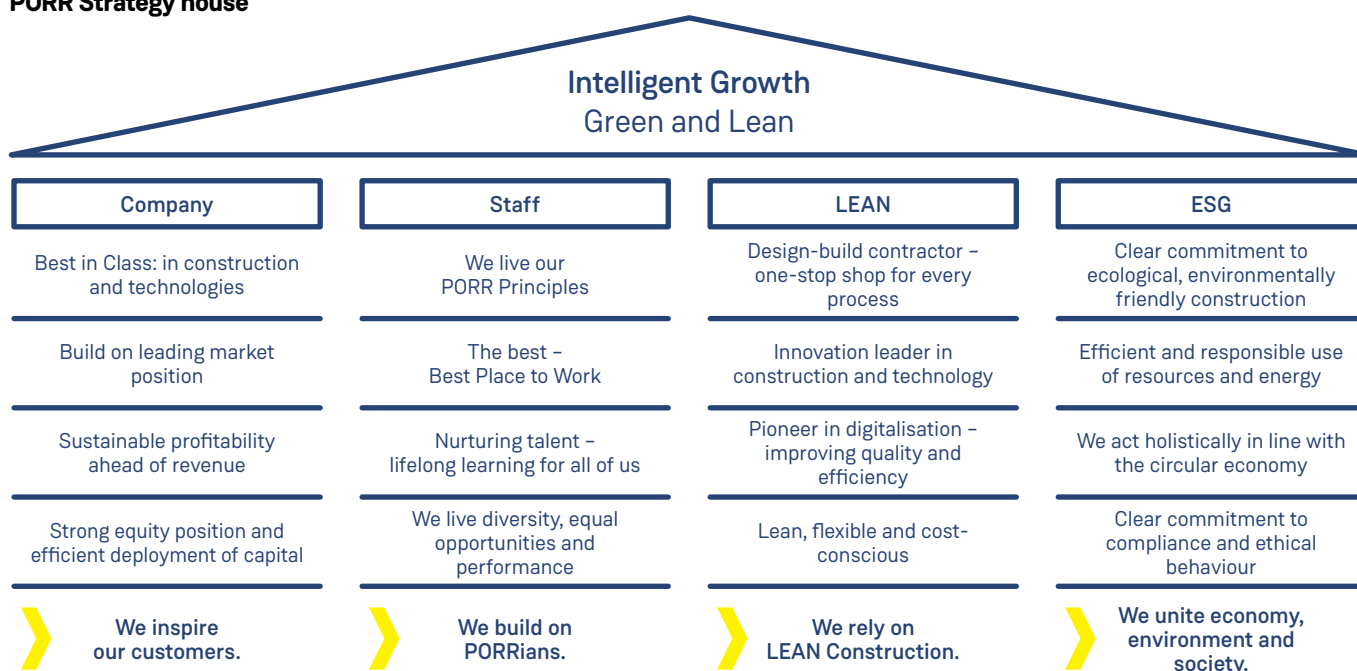 PORR Strategy house
Intelligent Growth
Green and Lean
Company
Best in Class: in construction
and technologies
Build on leading market
position
Sustainable profitability
ahead of revenue
Strong equity position and
efficient deployment of capital
We inspire
our customers.
Staff
We live our
PORR Principles
The best –
Best Place to Work
Nurturing talent –
lifelong learning for all of us
We live diversity, equal
opportunities and
performance
We build on
PORRians.
LEAN
Design-build contractor –
one-stop shop for every
process
Innovation leader in
construction and technology
Pioneer in digitalisation –
improving quality and
efficiency
Lean, flexible and cost-
conscious
We rely on
LEAN Construction.
ESG
Clear commitment to
ecological, environmentally
friendly construction
Efficient and responsible use
of resources and energy
We act holistically in line with
the circular economy
Clear commitment to
compliance and ethical
behaviour
We unite economy,
environment and
society.